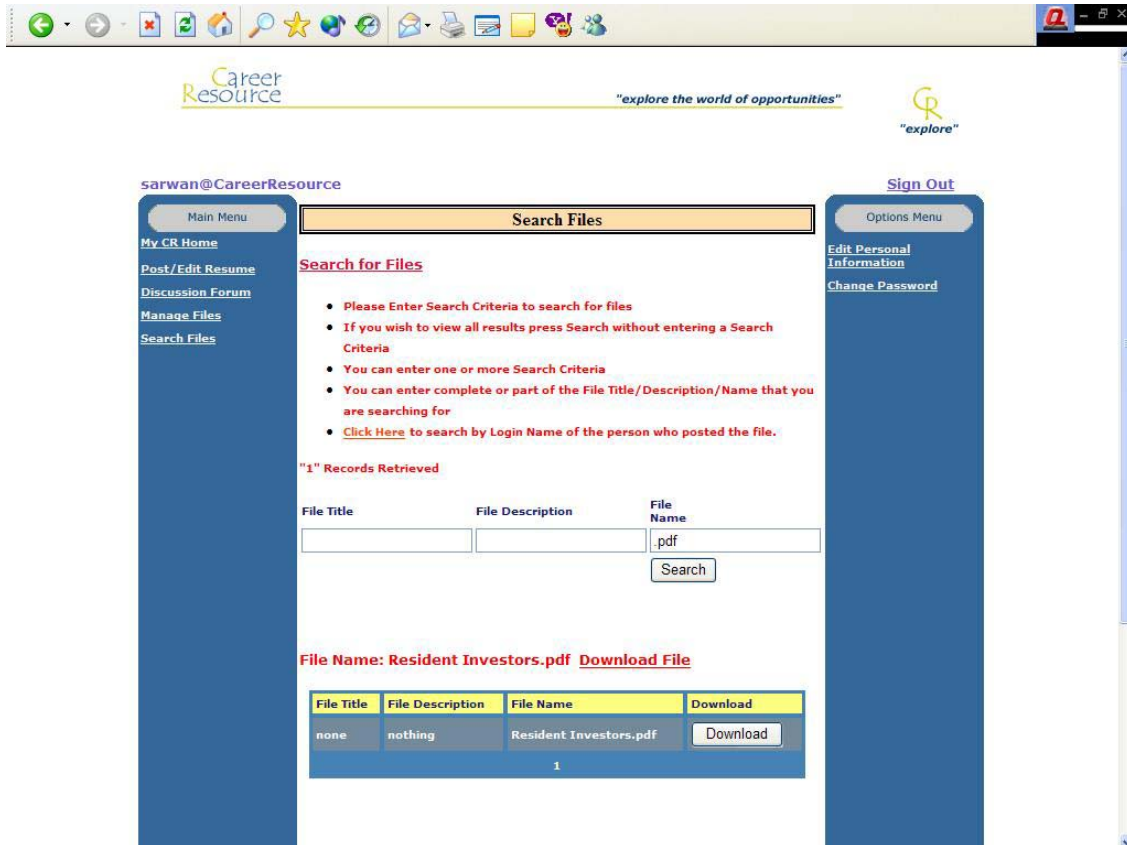 Career
Resource
"explore the world of opportunities"
"explore"
sarwan@CareerResource
Sign Out
Main Menu
My CR Home
Post/Edit Resume
Discussion Forum
Manage Files
Search Files
Search Files
Search for Files
Please Enter Search Criteria to search for files
If you wish to view all results press Search without entering a Search
Criteria
You can enter one or more Search Criteria
You can enter complete or part of the File Title/Description/Name that you
are searching for
Click Here to search by Login Name of the person who posted the file.
"1" Records Retrieved
File Title
File Description
File
Name
.pdf
Search
File Name: Resident Investors.pdf Download File
File Title File Description File Name Download
none nothing Resident Investors.pdf Download
1
Options Menu
Edit Personal
Information
Change Password